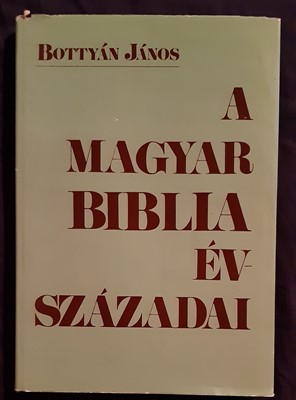 BOTTYÁN JÁNOS
A
MAGYAR
BIBLIA
ÉV-
SZÁZADAI